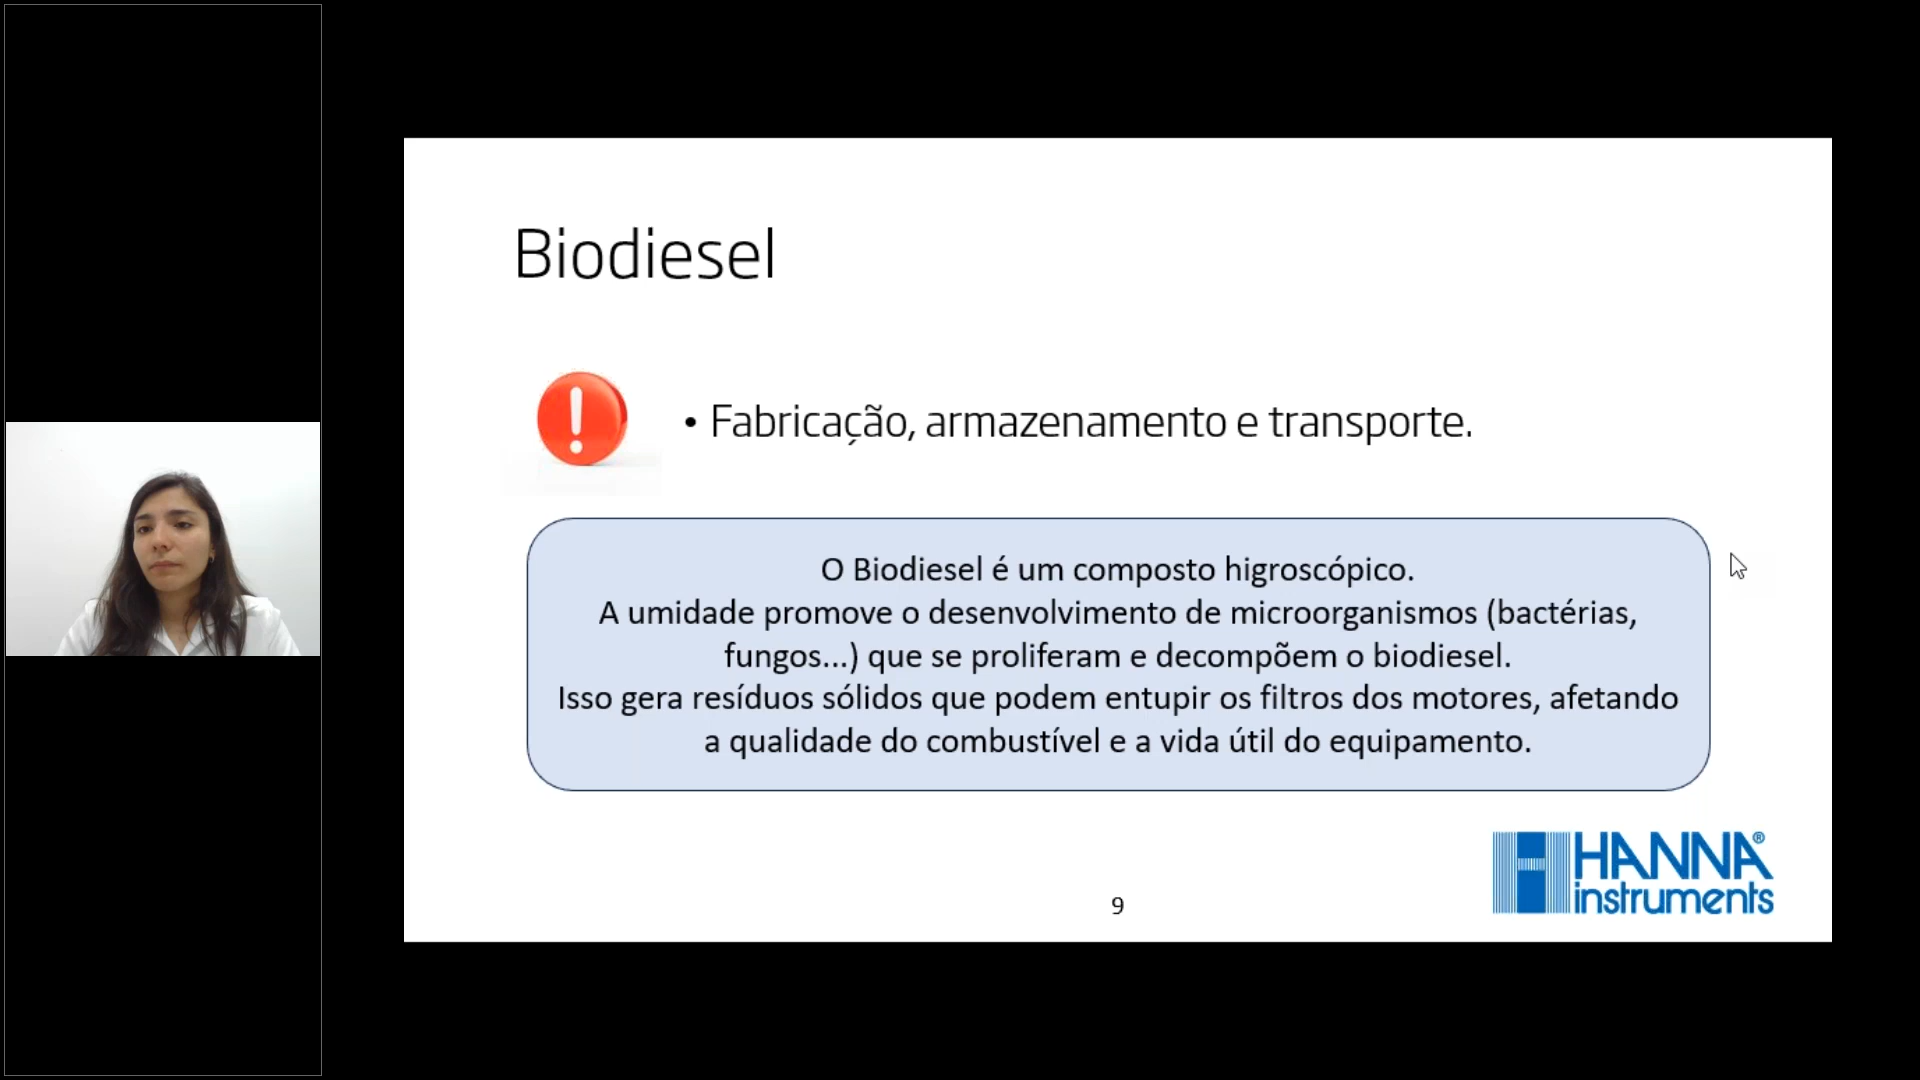 Biodiesel
• Fabricação, armazenamento e transporte.
O Biodiesel é um composto higroscópico.
A umidade promove o desenvolvimento de microorganismos (bactérias,
fungos...) que se proliferam e decompõem o biodiesel.
Isso gera resíduos sólidos que podem entupir os filtros dos motores, afetando
a qualidade do combustível e a vida útil do equipamento.
HANNA®
instruments
9